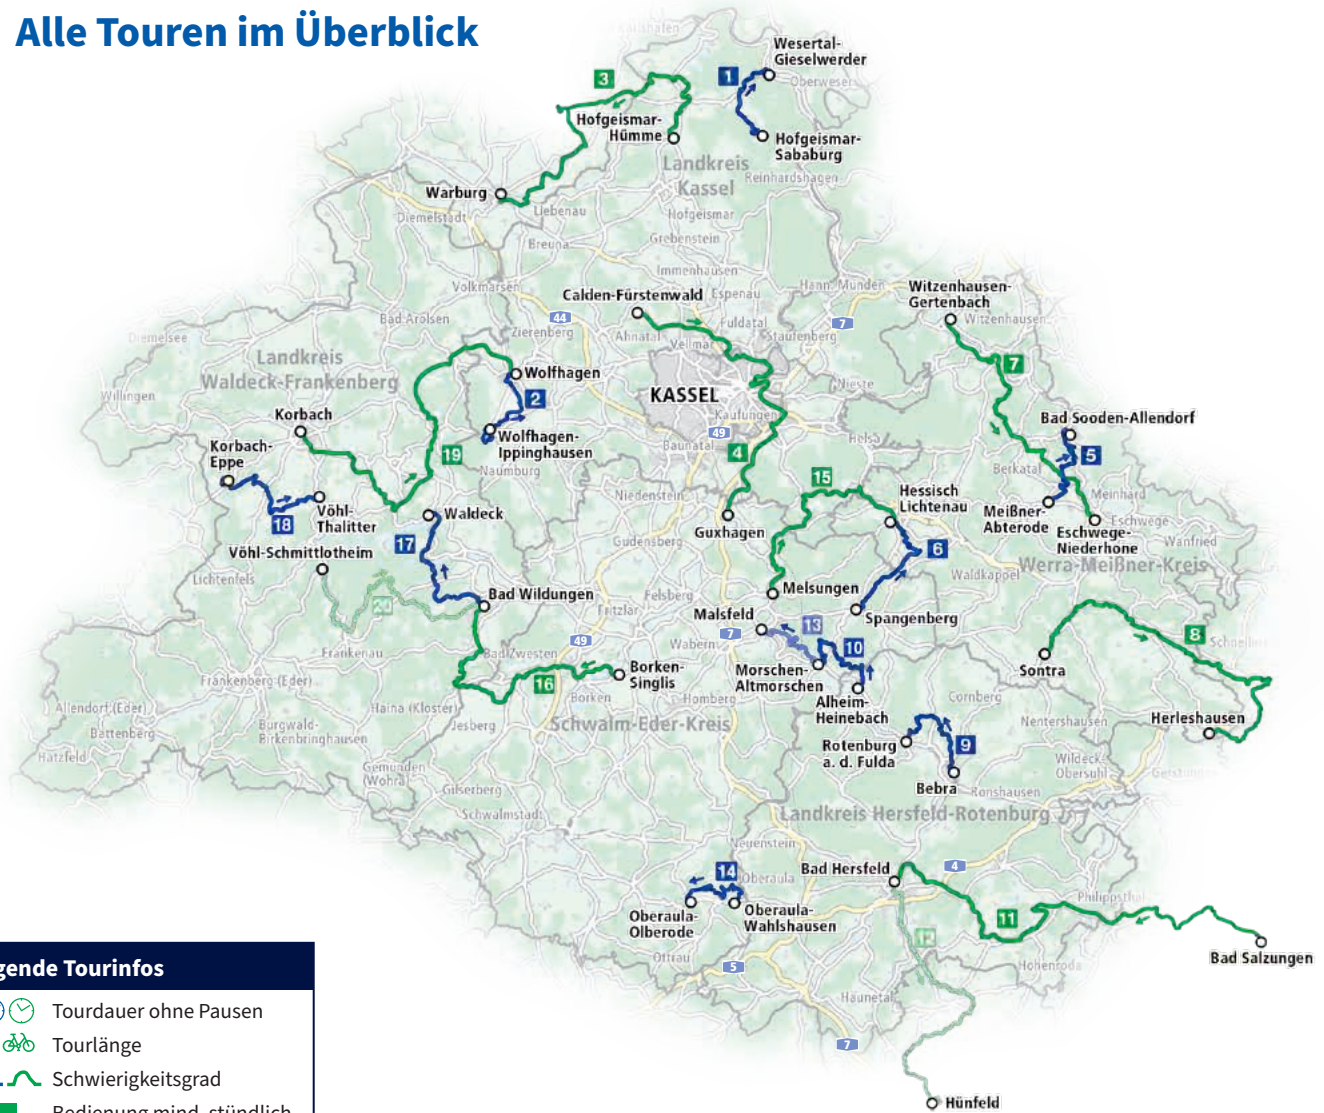 Alle Touren im Überblick
Wesertal-
Gieselwerder
Oberweser
3
1
Hofgeismar-
Hümme
Hofgeismar-
Sababurg
Landkreis
Kassel
Reinhardshagen
Warburg
Diemelstadt
Liebenau
Hofgeismar
Breuna
Grebenstein
Immenhausen
Volkmarsen
Calden-Fürstenwald
Espenau
Hann. Münden
Witzenhausen-
Gertenbach
Witzenhausen
Bad Arolsen
44
Zierenberg
Ahnatal
Fuldatal
Vellmar
Staufenberg
7
Diemelsee
Landkreis
Waldeck-Frankenberg
Willingen
Wolfhagen
2
KASSEL
Nieste
7
Korbach
Kaufungen
Bad Sooden-Allendorf
Korbach-
Eppe
Wolfhagen-
Ippinghausen
49
Baunatal
Helsa
4
5
19
Naumburg
15
Berkatal
18
Vöhl-
Thalitter
Waldeck
Niedenstein
Hessisch
Lichtenau
Meinhard
Meißner-
Abterode
Guxhagen
Eschwege
Eschwege-
Niederhone
Wanfried
17
Gudensberg
6
Vöhl-Schmittlotheim
Werra-Meißner-Kreis
Lichtenfels
Waldkappel
20
Bad Wildungen
Felsberg
Melsungen
Fritzlar
Malsfeld
Spangenberg
13
49
Wabern
7
10
8
Frankenau
Bad Zwesten
Borken-
Singlis
Morschen-
Altmorschen
Sontra
16
Frankenberg (Eder)
Borken
Homberg
Alheim-
Heinebach
Cornberg
Allendorf (Eder)
Haina (Kloster)
Battenberg
Burgwald-
Birkenbringhausen
Jesberg
Schwalm-Eder-Kreis
Nentershausen
Herleshausen
Rotenburg
a. d. Fulda
9
Hatzfeld
Wildeck-
Obersuhl
Gemünden
(Wohra)
Gilserberg
Bebra
Ronshausen
Schwalmstadt
Landkreis Hersfeld-Rotenburg
Neuenstein
14
Oberaula
Bad Hersfeld
4
Philippsthal
Oberaula-
Olberode
Oberaula-
Wahlshausen
11
Ottrau
5
Hohenroda
Bad Salzungen
Haunetal
7
Hünfeld
gende Tourinfos
Tourdauer ohne Pausen
Tourlänge
Schwierigkeitsgrad
Bedienung mind. stündlich